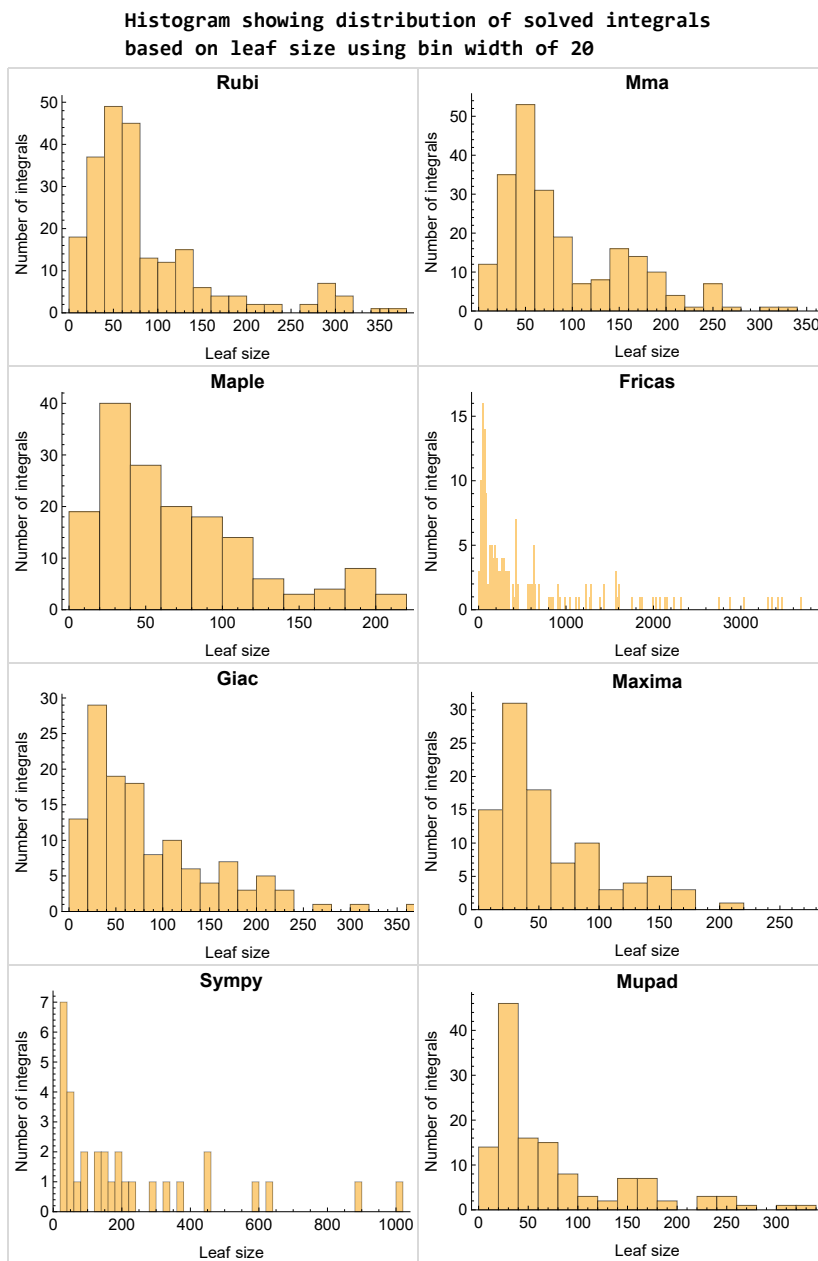 Histogram showing distribution of solved integrals
based on leaf size using bin width of 20
Rubi
Number of integrals
50
40
30
20
10
0
0 50 100 150 200 250 300 350
Leaf size
Mma
Number of integrals
50
40
30
20
10
0
0 50 100 150 200 250 300 350
Leaf size
Maple
Number of integrals
40
30
20
10
0
0 50 100 150 200
Leaf size
Fricas
Number of integrals
15
10
5
0
0 1000 2000 3000
Leaf size
Giac
Number of integrals
30
25
20
15
10
5
0
0 50 100 150 200 250 300 350
Leaf size
Maxima
Number of integrals
30
25
20
15
10
5
0
0 50 100 150 200 250
Leaf size
Sympy
Number of integrals
7
6
5
4
3
2
1
0
0 200 400 600 800 1000
Leaf size
Mupad
Number of integrals
40
30
20
10
0
0 50 100 150 200 250 300
Leaf size